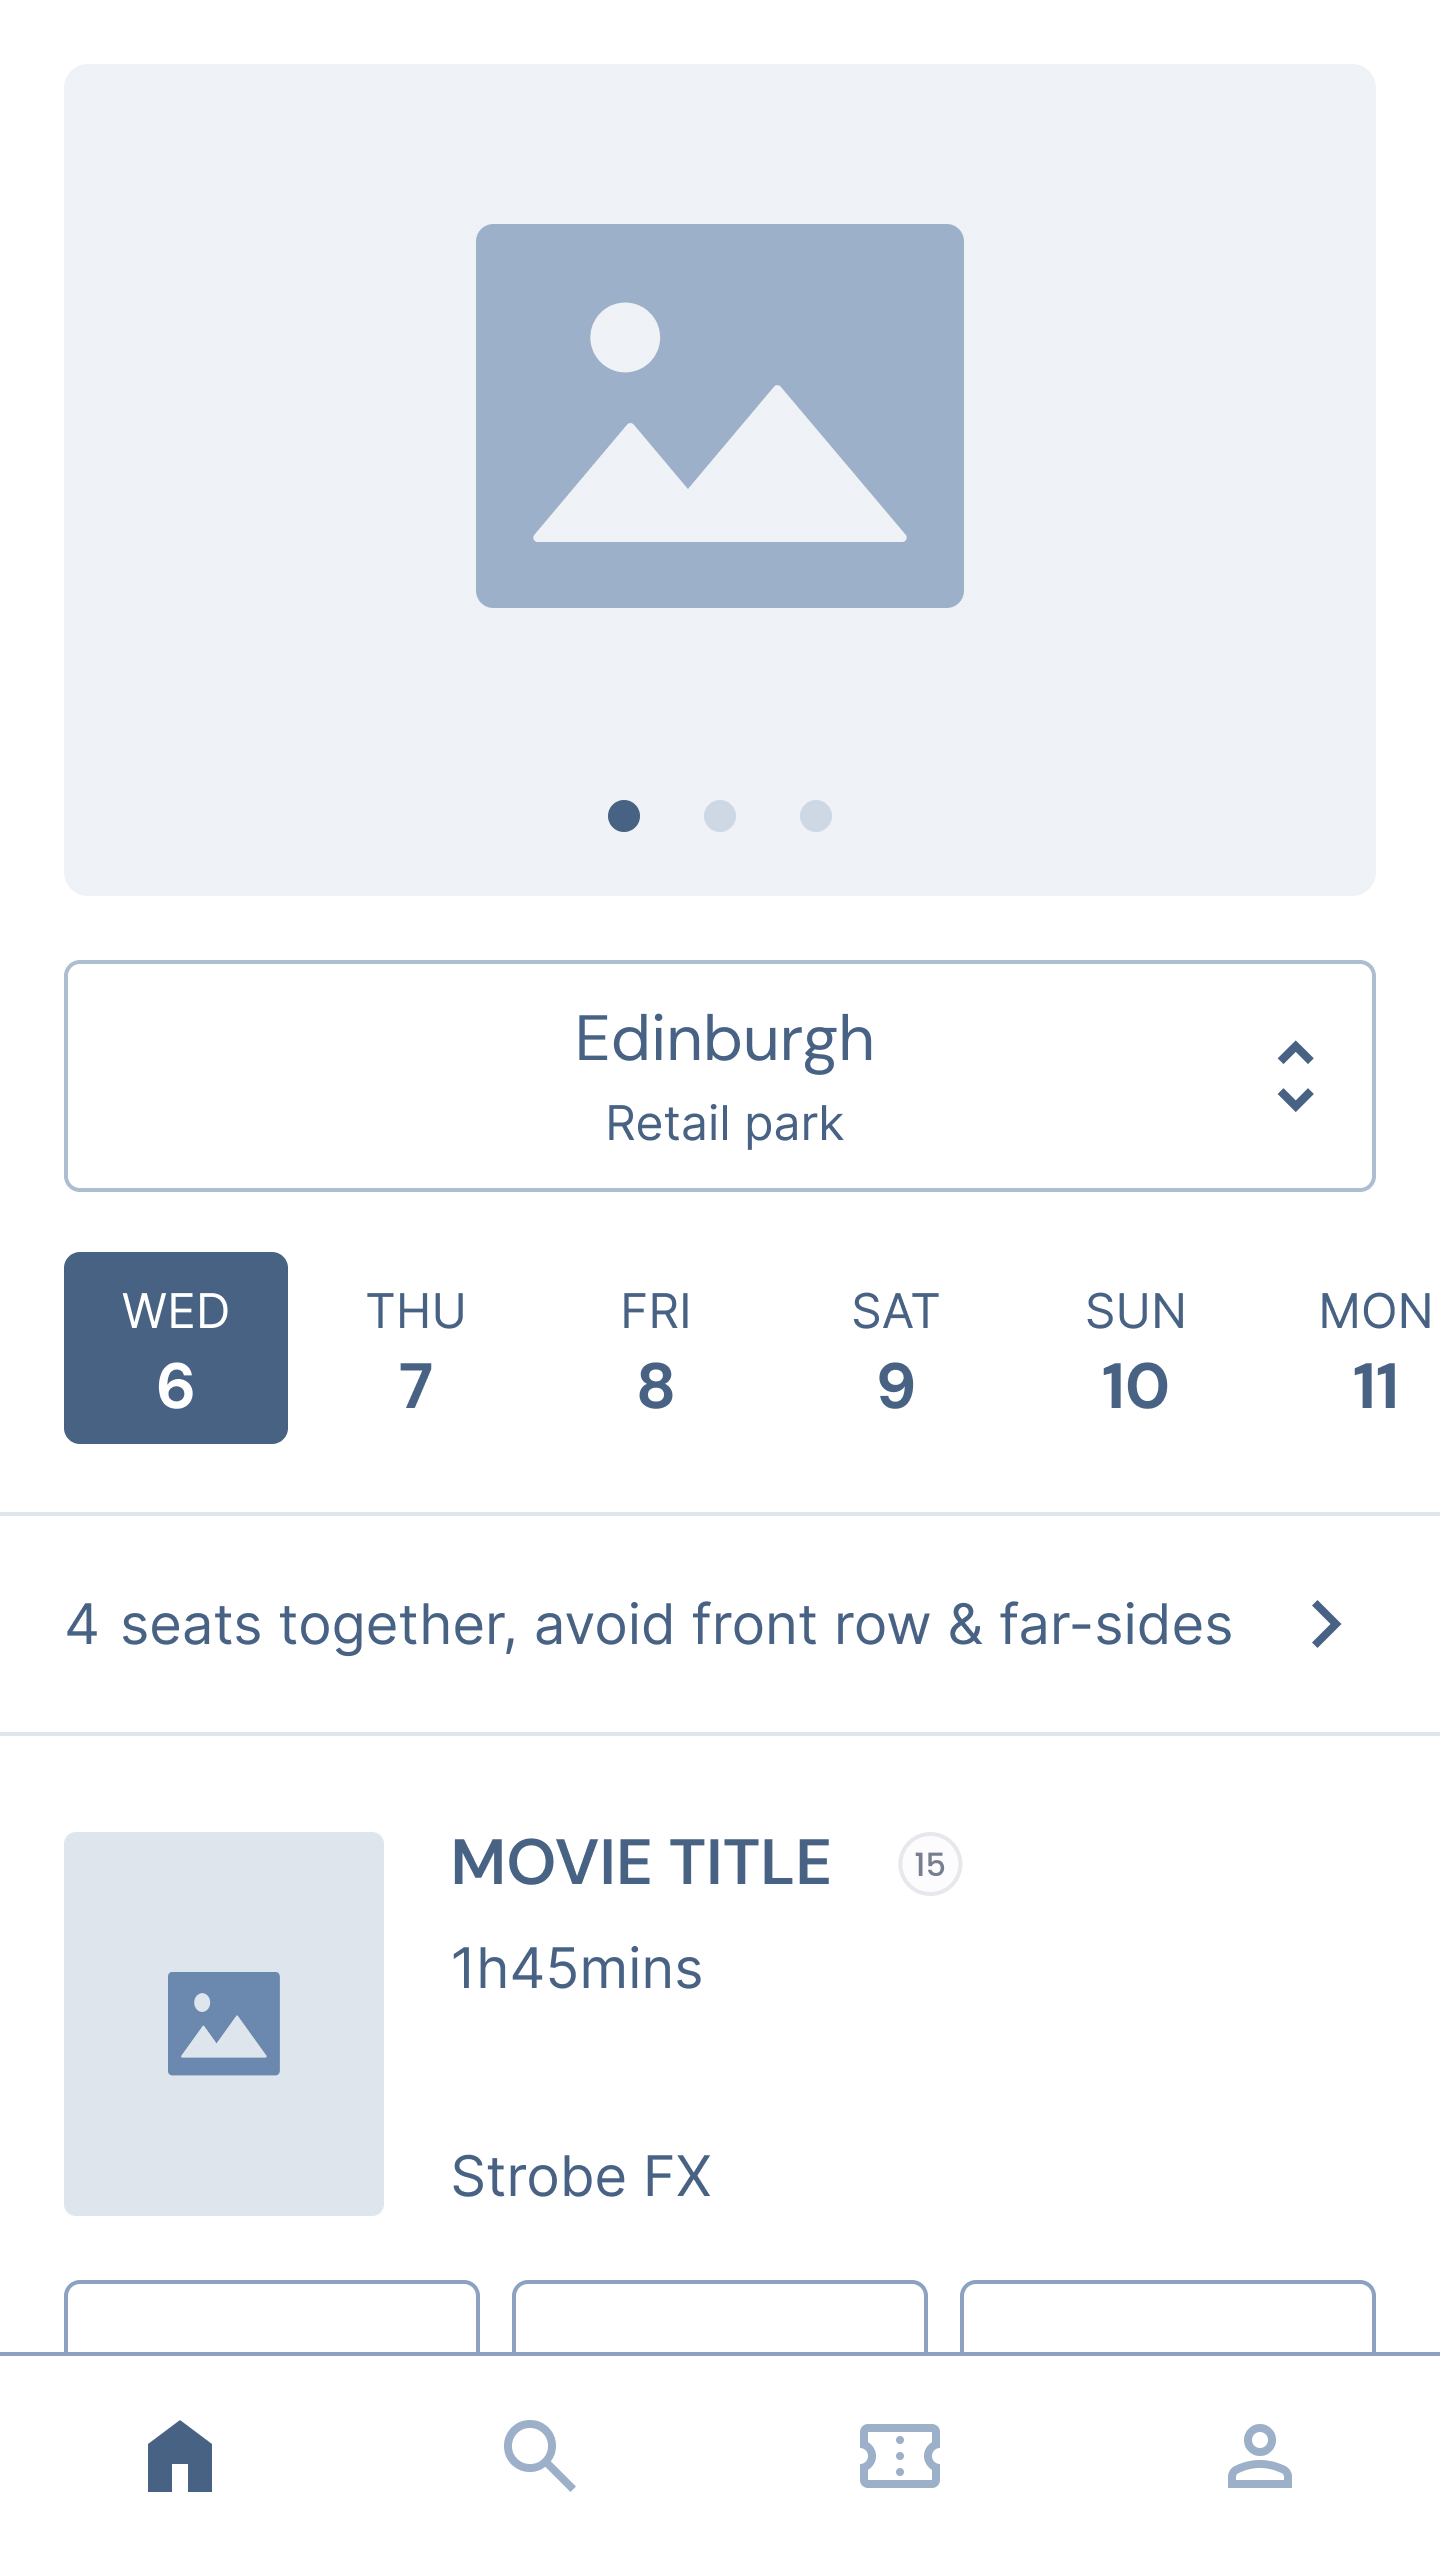 Edinburgh
Retail park
WED THU FRI SAT SUN MON
6 7 8 9 10 11
4 seats together, avoid front row & far-sides
MOVIE TITLE 15
1h45mins
Strobe FX